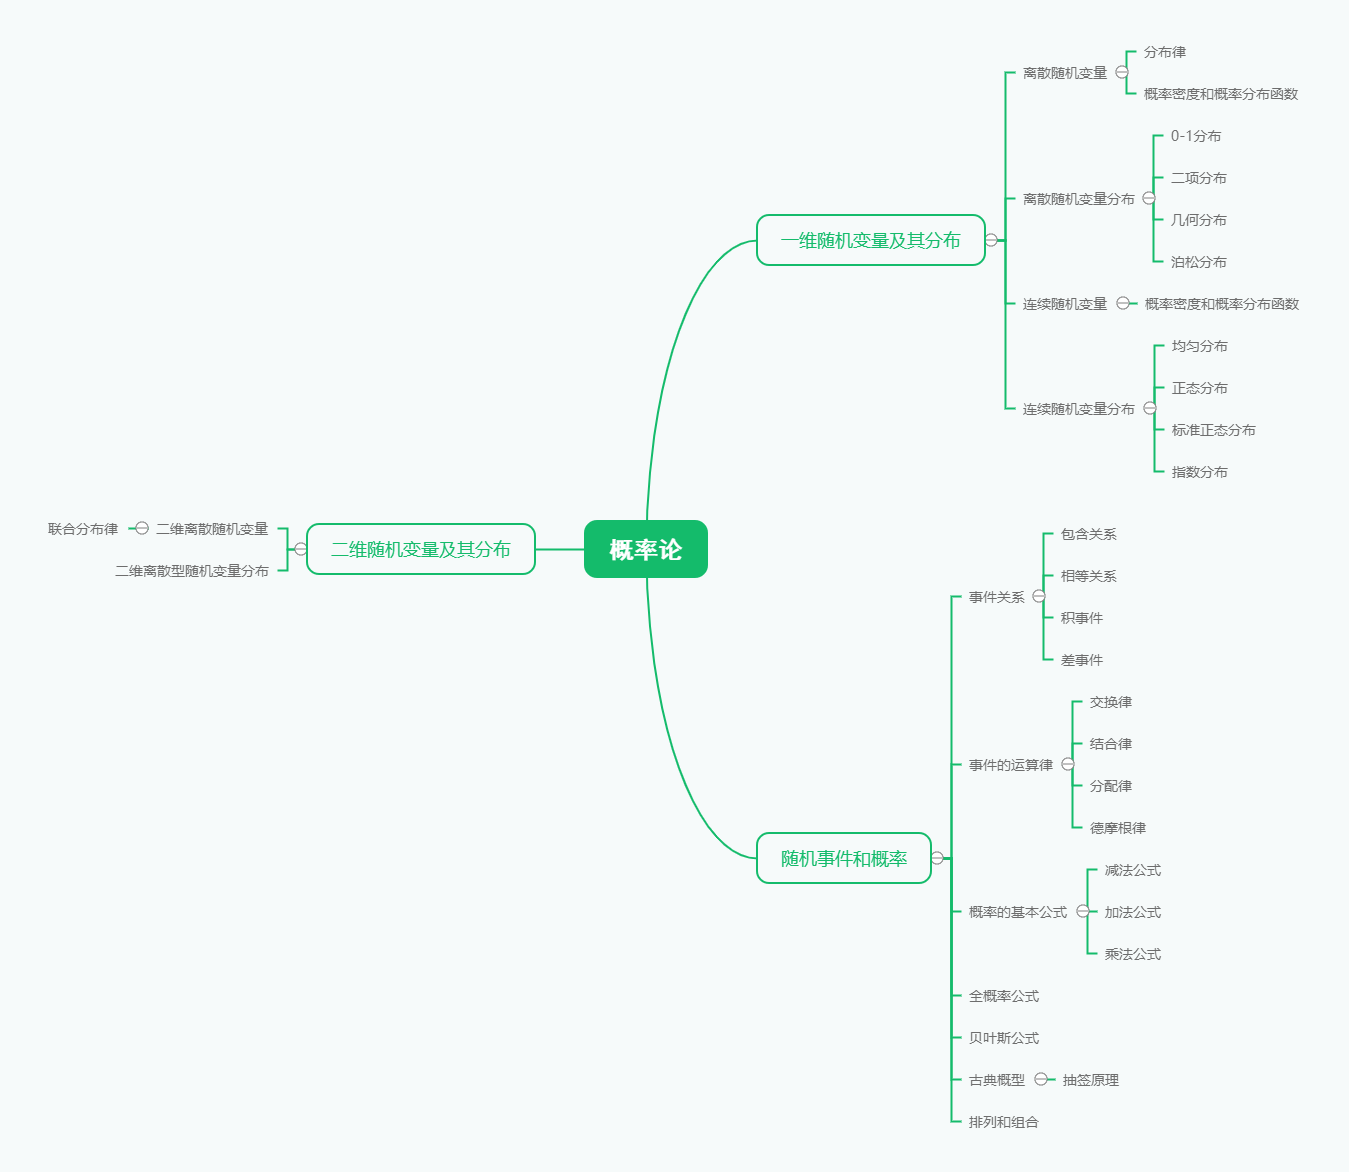 概率论
一维随机变量及其分布
离散随机变量
分布律
概率密度和概率分布函数
离散随机变量分布
0-1分布
二项分布
几何分布
泊松分布
连续随机变量
概率密度和概率分布函数
连续随机变量分布
均匀分布
正态分布
标准正态分布
指数分布
随机事件和概率
事件关系
包含关系
相等关系
积事件
差事件
事件的运算律
交换律
结合律
分配律
德摩根律
概率的基本公式
减法公式
加法公式
乘法公式
全概率公式
贝叶斯公式
古典概型
抽签原理
排列和组合
二维随机变量及其分布
二维离散随机变量
联合分布律
二维离散型随机变量分布